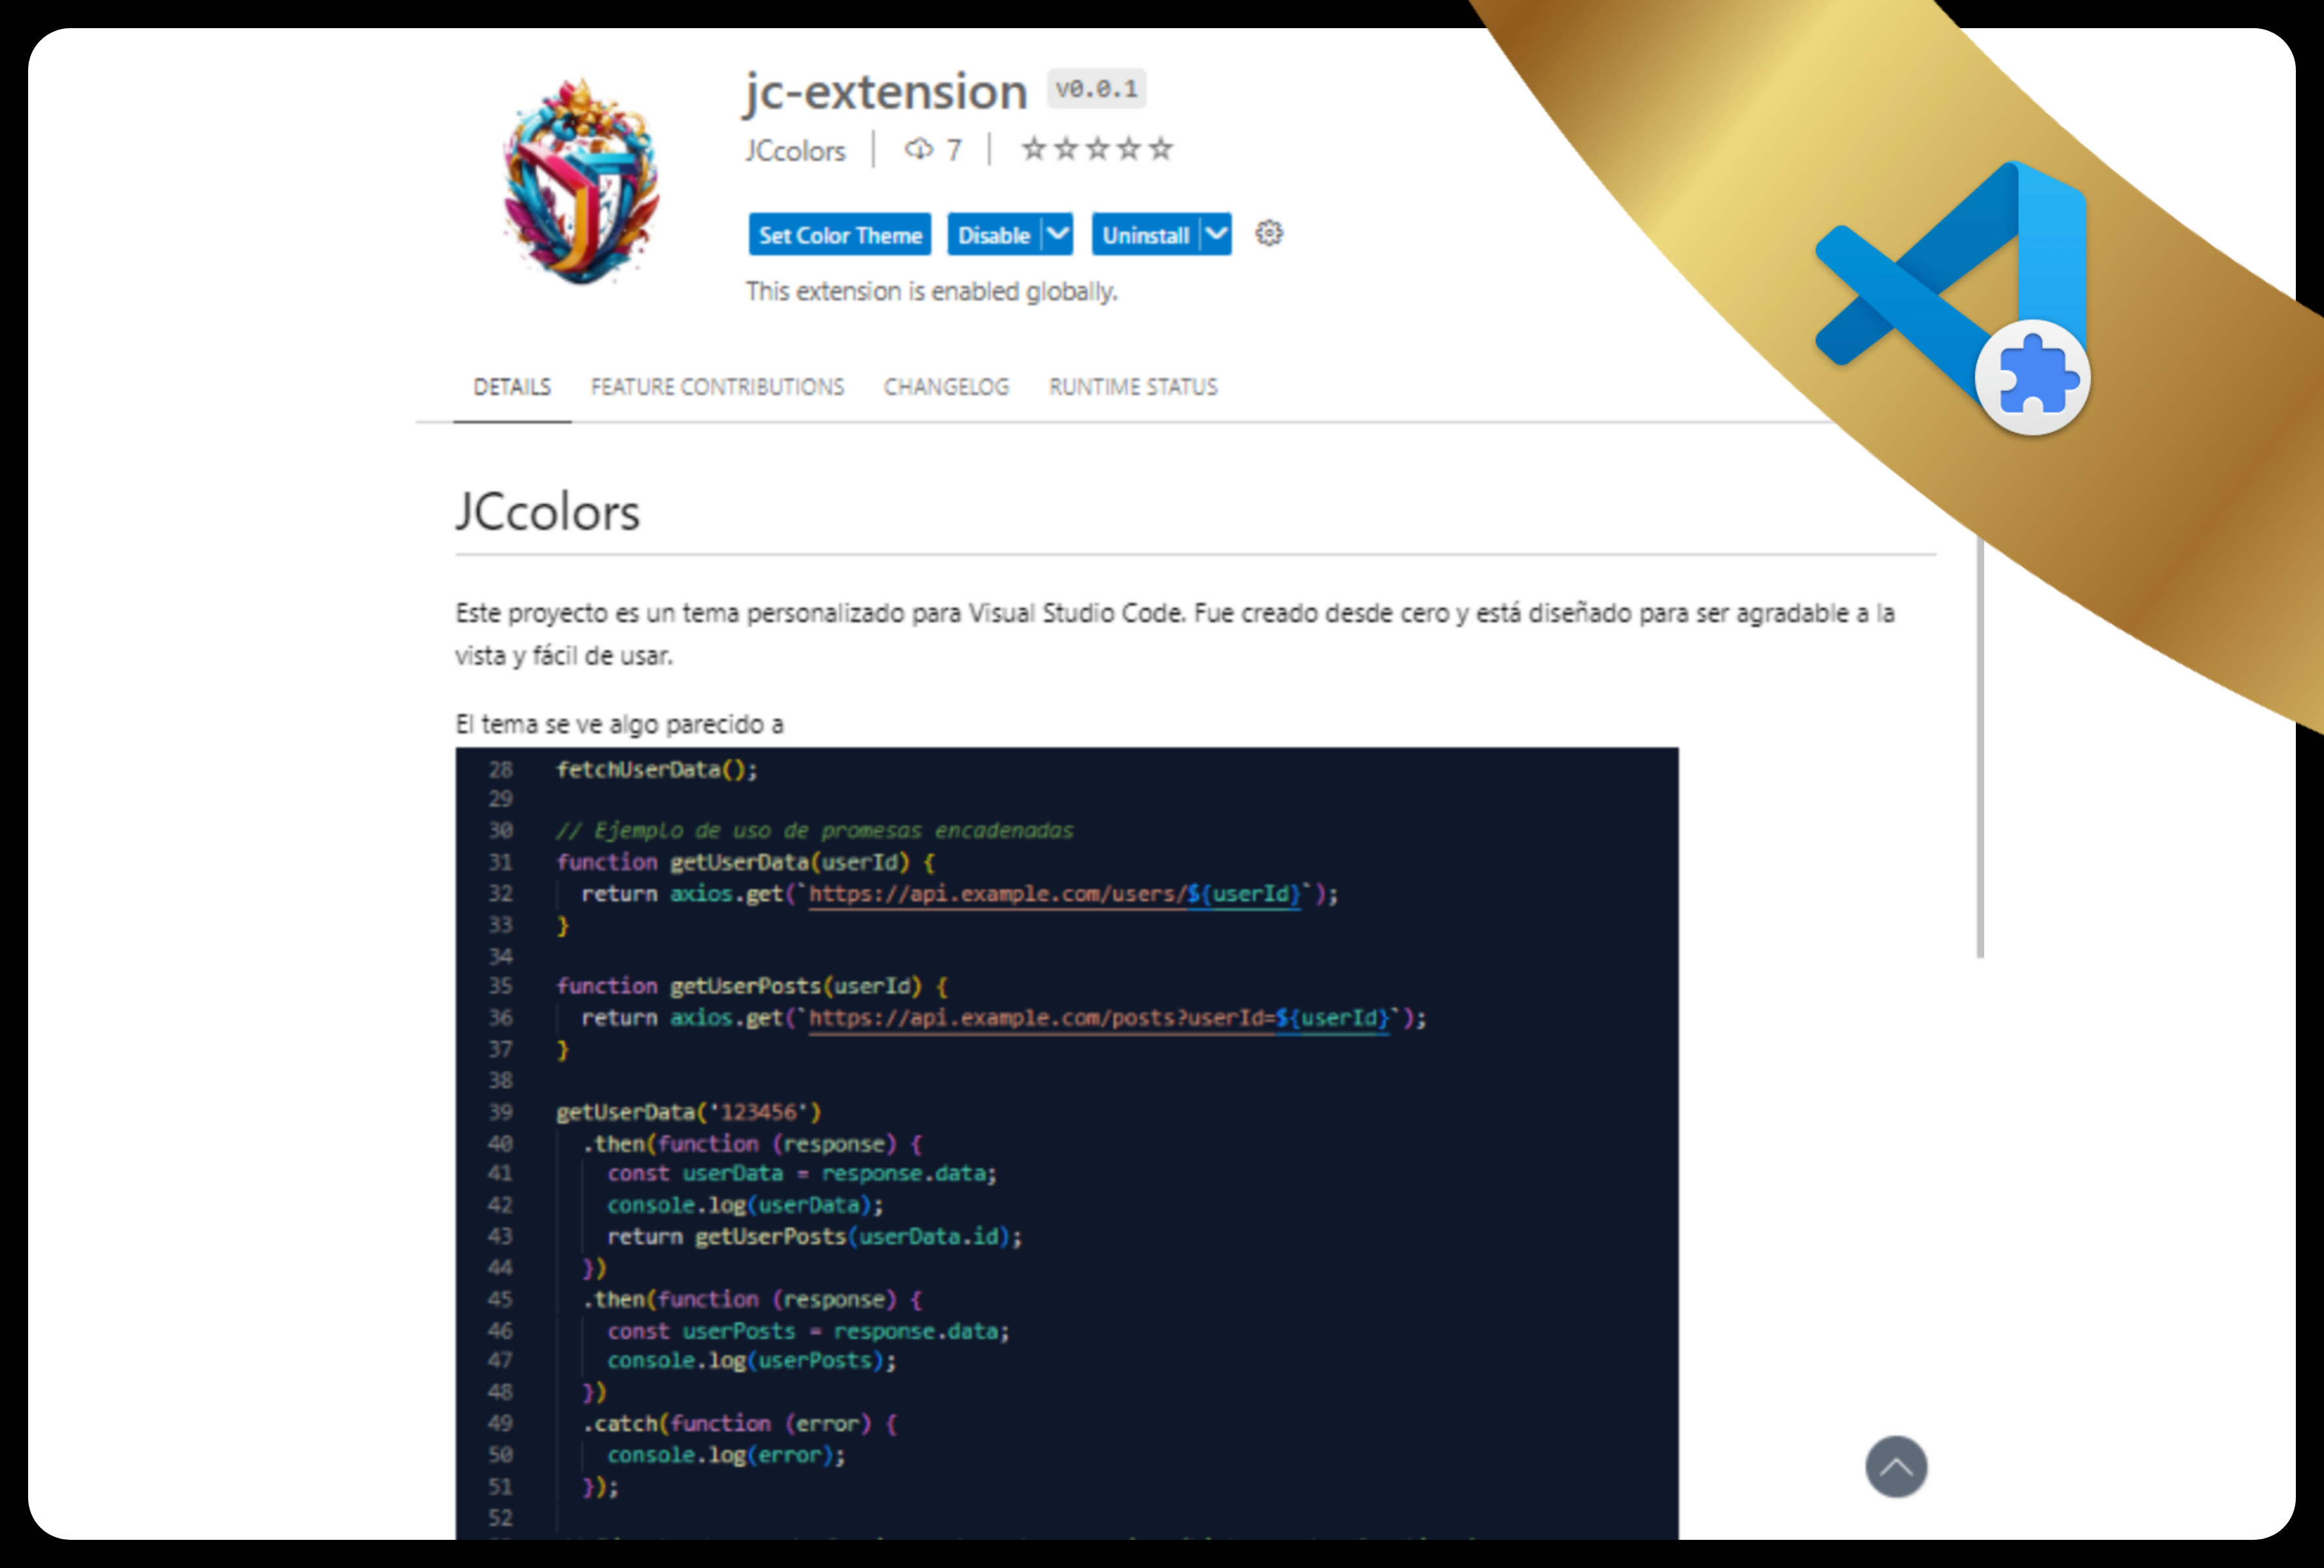 jc-extension v0.0.1
JCcolors 7
Set Color Theme Disable Uninstall
This extension is enabled globally.
DETAILS FEATURE CONTRIBUTIONS CHANGELOG RUNTIME STATUS
JCcolors
Este proyecto es un tema personalizado para Visual Studio Code. Fue creado desde cero y está diseñado para ser agradable a la
vista y fácil de usar.
El tema se ve algo parecido a
28 fetchUserData();
29
30 // Ejemplo de uso de promesas encadenadas
31 function getUserData(userId) {
32 return axios.get(`https://api.example.com/users/${userId}`);
33 }
34
35 function getUserPosts(userId) {
36 return axios.get(`https://api.example.com/posts?userId=${userId}`);
37 }
38
39 getUserData('123456')
40 .then(function (response) {
41 const userData = response.data;
42 console.log(userData);
43 return getUserPosts(userData.id);
44 })
45 .then(function (response) {
46 const userPosts = response.data;
47 console.log(userPosts);
48 })
49 .catch(function (error) {
50 console.log(error);
51 });
52